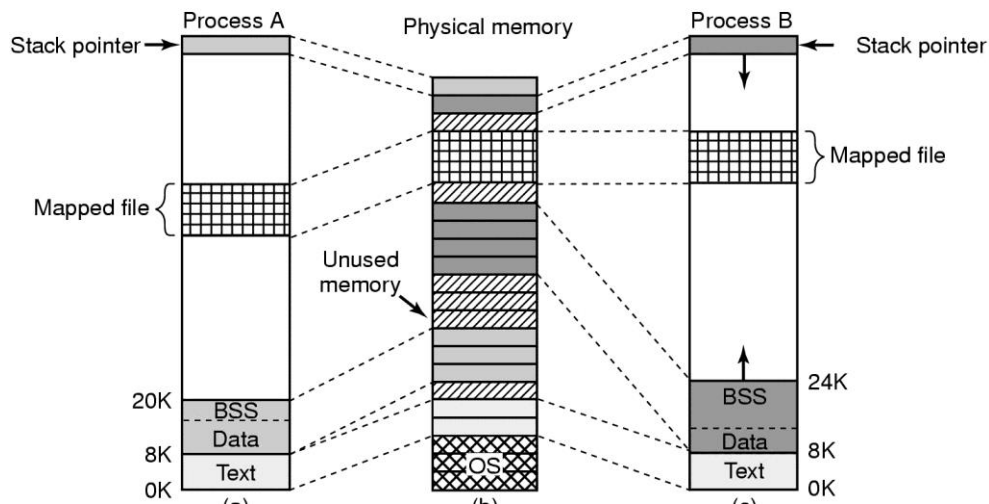 Process A
Physical memory
Process B
Stack pointer
Stack pointer
Mapped file
Mapped file
Unused
memory
20K
BSS
Data
8K
Text
0K
OS
24K
BSS
Data
8K
Text
0K
(a)
(b)
(c)